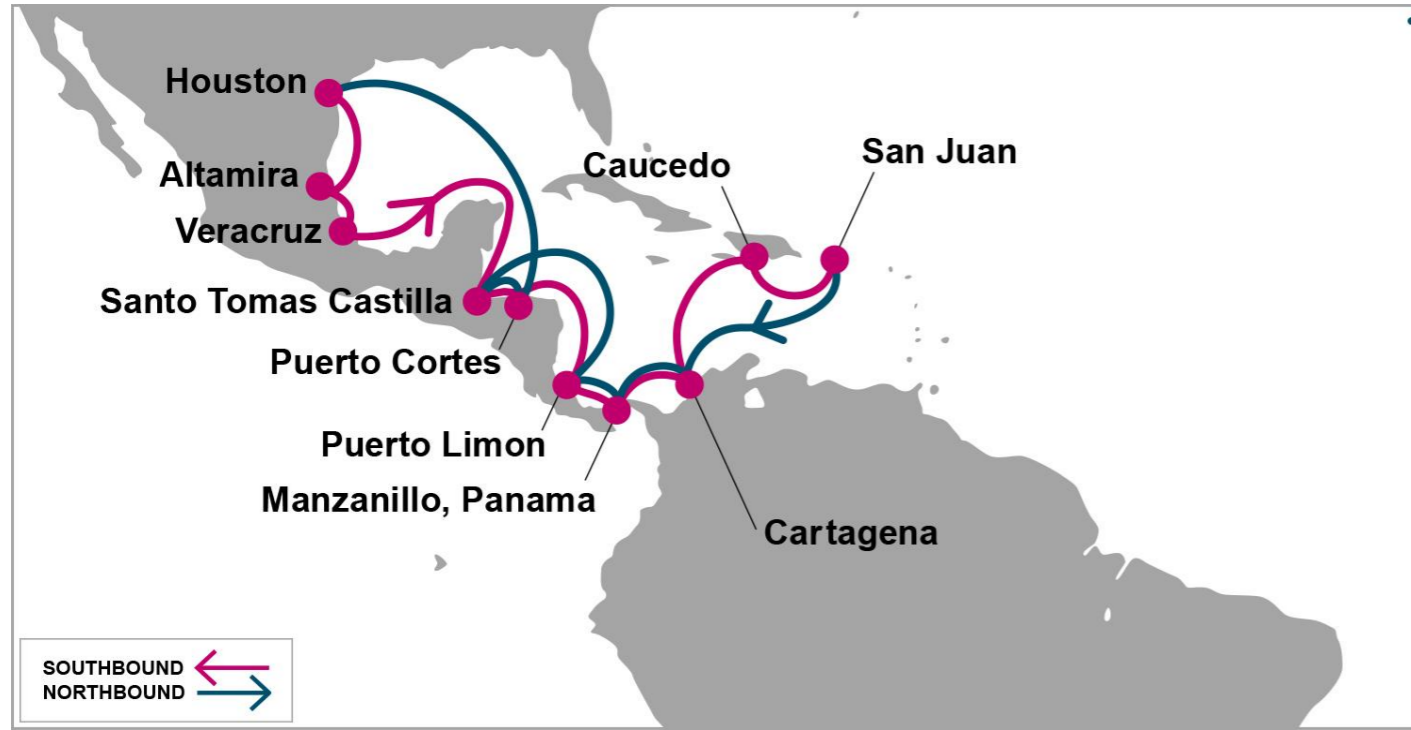 Houston
Altamira
Veracruz
Santo Tomas Castilla
Puerto Cortes
Puerto Limon
Manzanillo, Panama
Caucedo
San Juan
Cartagena
SOUTHBOUND
NORTHBOUND